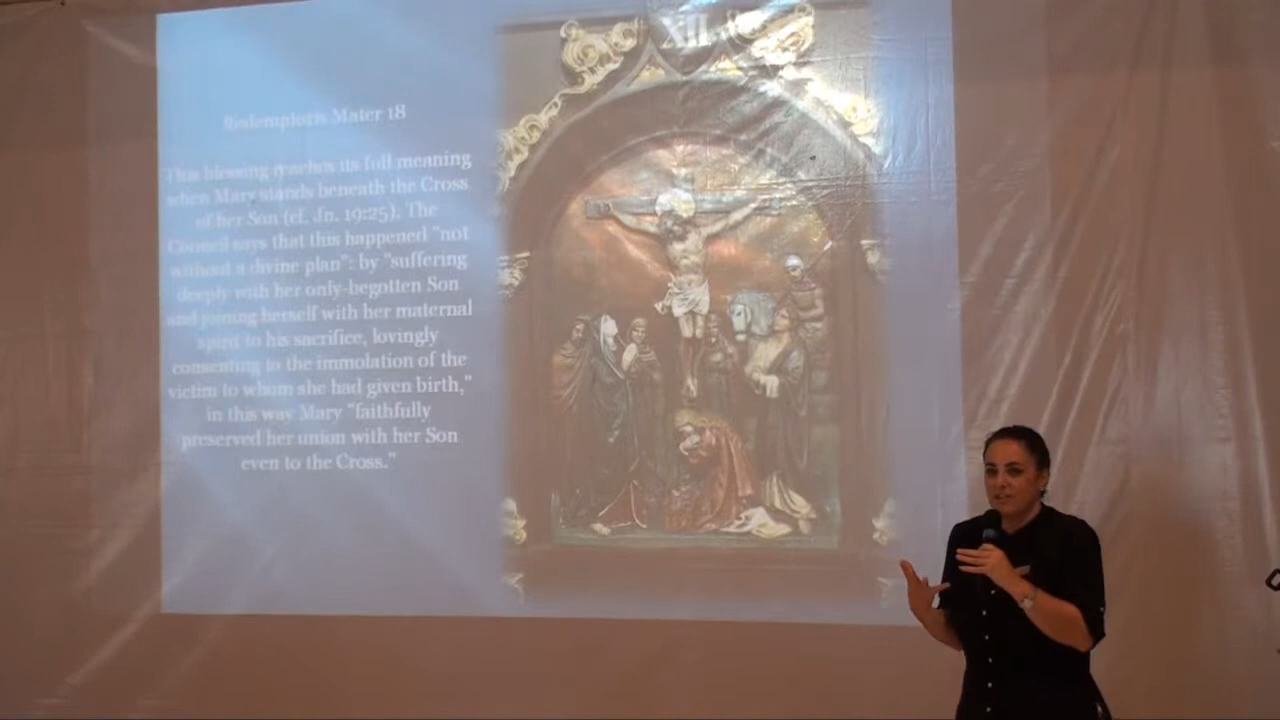 XII
Redemptoris Mater 18
This blessing reaches its full meaning
when Mary stands beneath the Cross
of her Son (cf. Jn. 19:25). The
Council says that this happened "not
without a divine plan": by "suffering
deeply with her only-begotten Son
and joining herself with her maternal
spirit to his sacrifice, lovingly
consenting to the immolation of the
victim to whom she had given birth,"
in this way Mary "faithfully
preserved her union with her Son
even to the Cross."